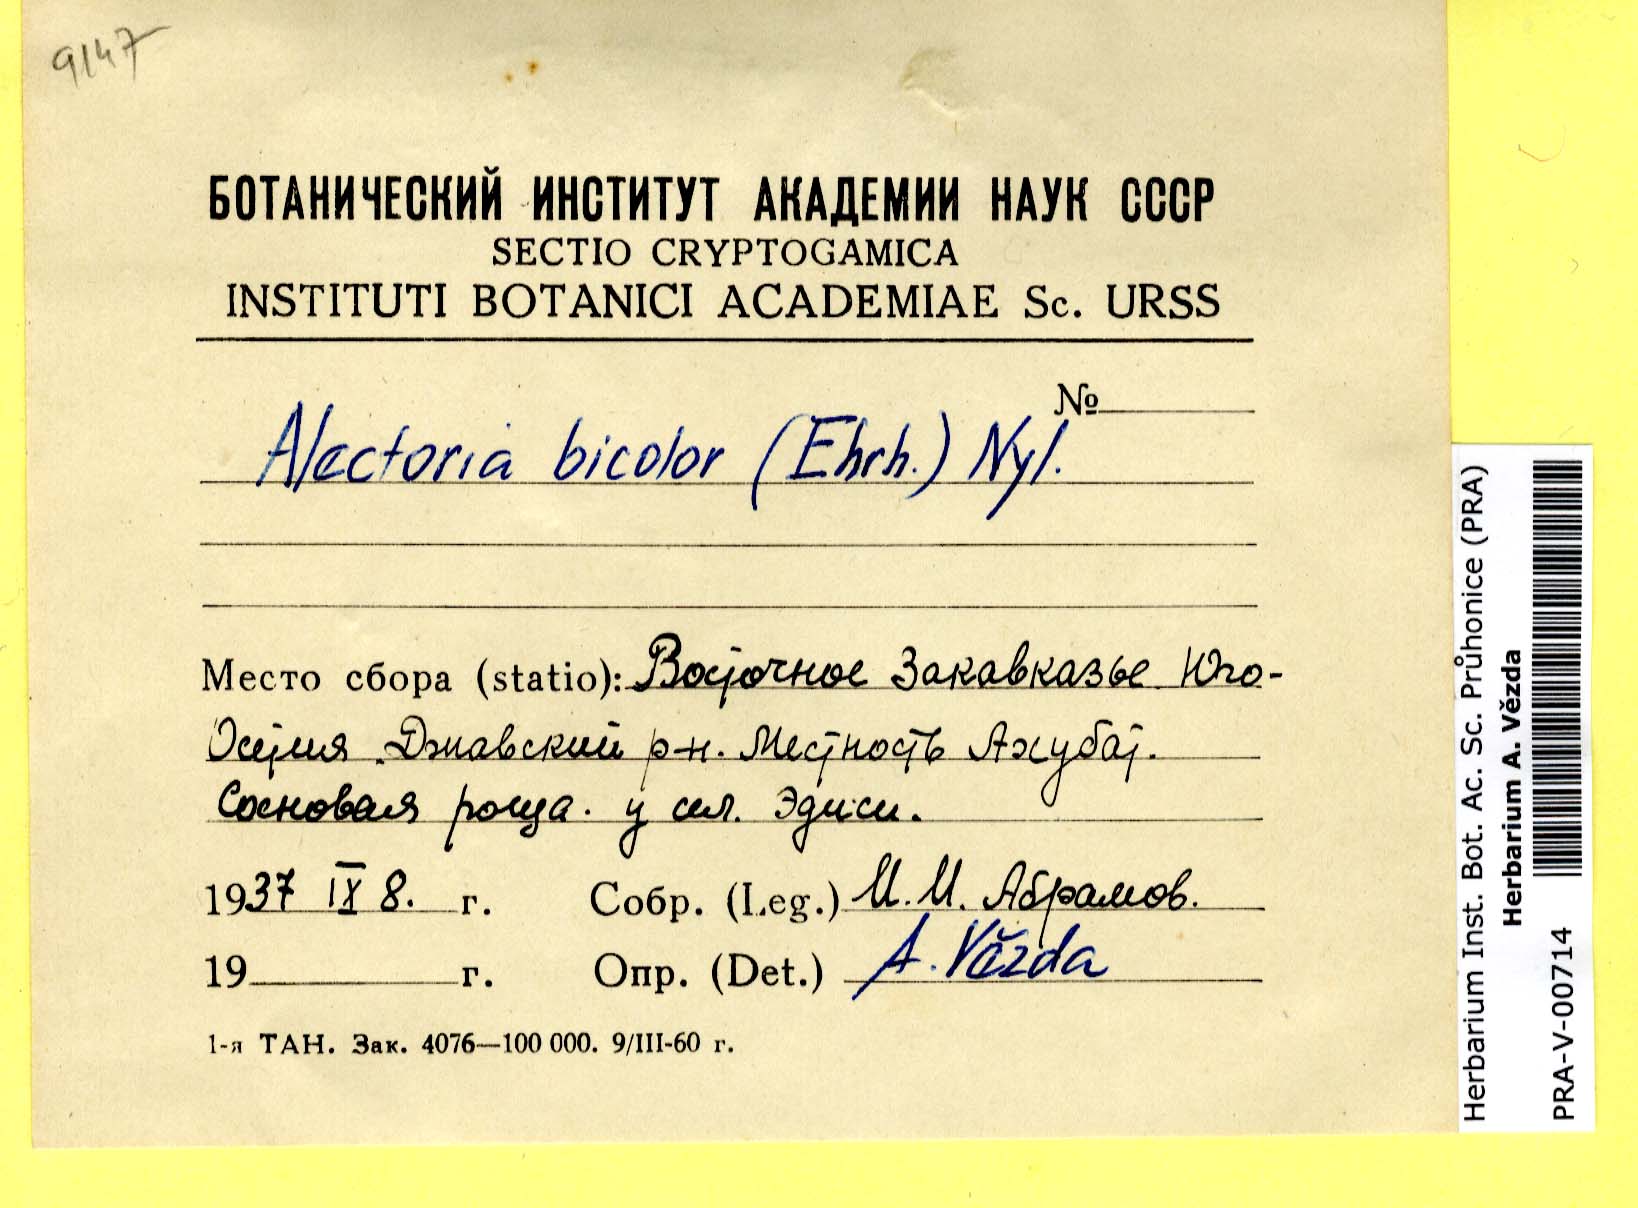 9147
БОТАНИЧЕСКИЙ ИНСТИТУТ АКАДЕМИИ НАУК СССР
SECTIO CRYPTOGAMICA
INSTITUTI BOTANICI ACADEMIAE Sc. URSS
№
Alectoria bicolor (Ehrh.) Nyl.
Место сбора (statio): Восточное Закавказье Юго-
Осетия. Джавский р-н. Местность Ахубат.
Сосновая роща. у сел. Эдиси.
1937 IX 8. г. Собр. (Leg.) И. И. Абрамов.
19 г. Опр. (Det.) A. Vězda
1-я ТАН. Зак. 4076—100 000. 9/III-60 г.
Herbarium Inst. Bot. Ac. Sc. Průhonice (PRA)
Herbarium A. Vězda
PRA-V-00714